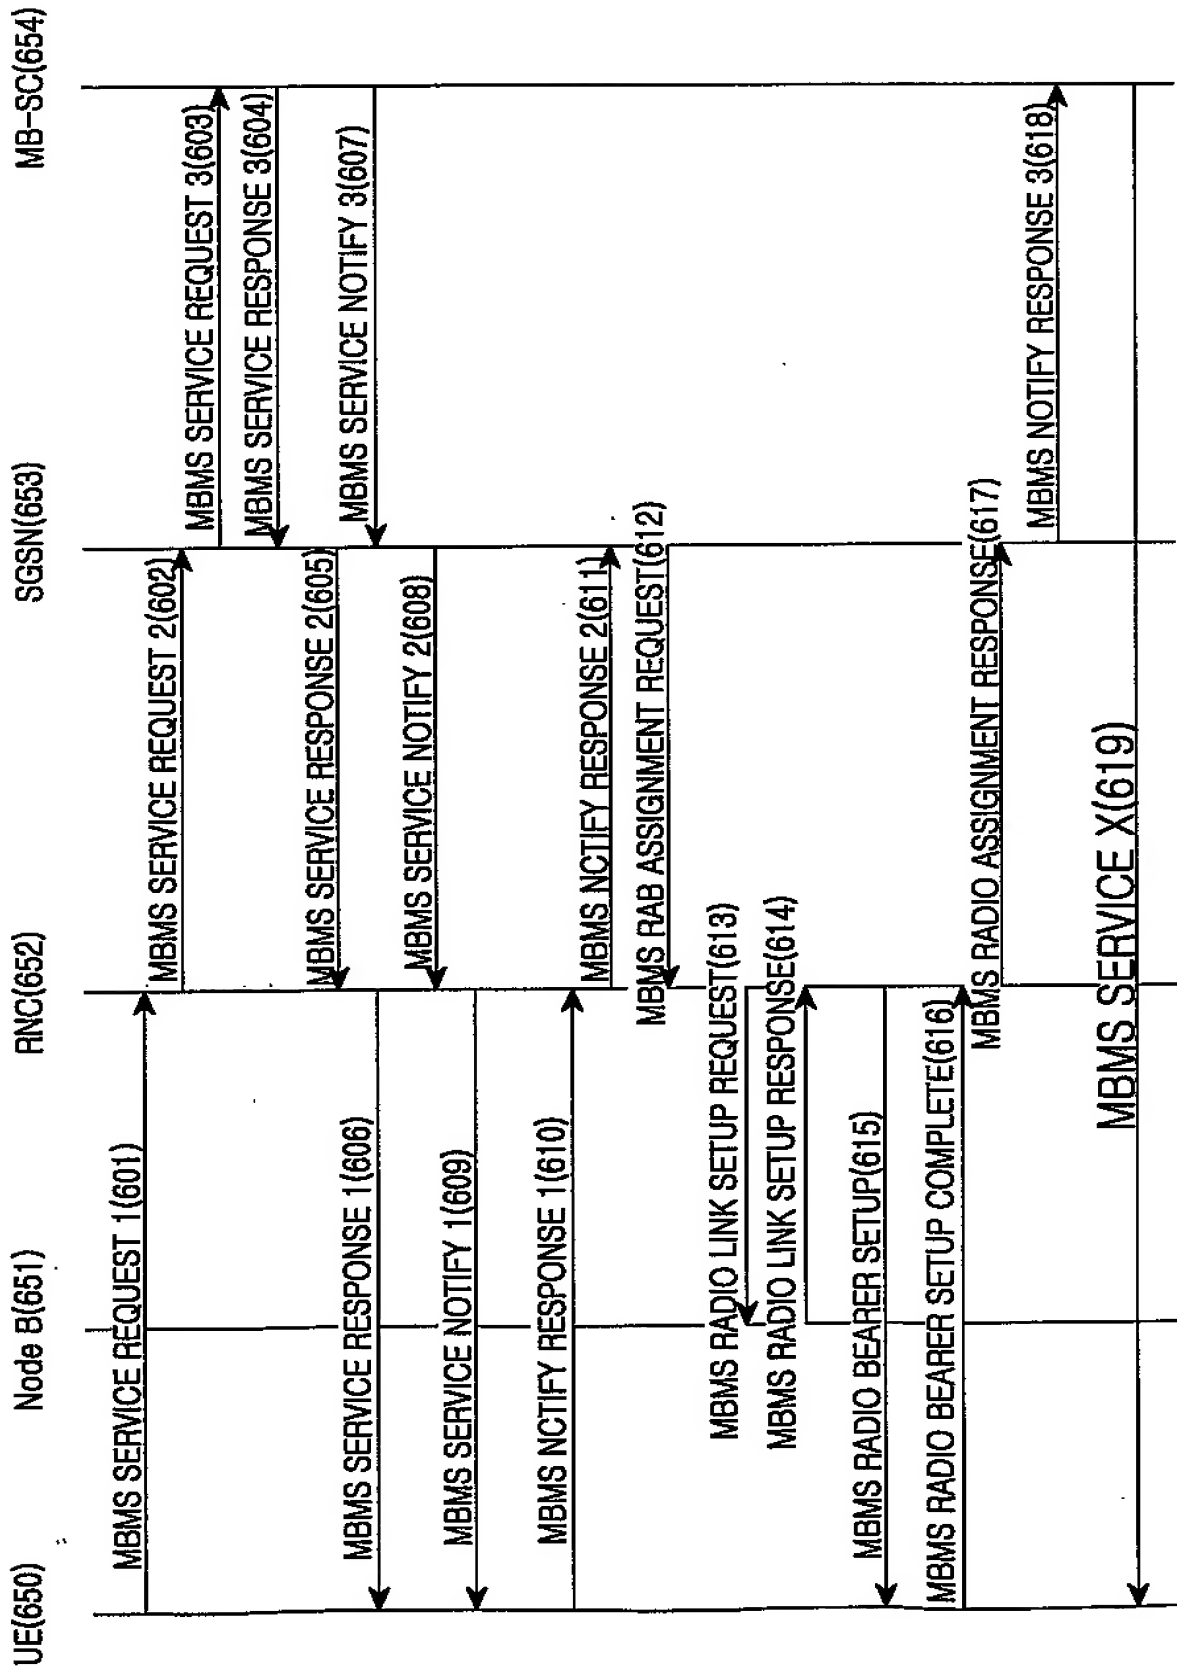 UE(650)
Node B(651)
RNC(652)
SGSN(653)
MB-SC(654)
MBMS SERVICE REQUEST 1(601)
MBMS SERVICE REQUEST 2(602)
MBMS SERVICE REQUEST 3(603)
MBMS SERVICE RESPONSE 3(604)
MBMS SERVICE RESPONSE 2(605)
MBMS SERVICE RESPONSE 1(606)
MBMS SERVICE NOTIFY 3(607)
MBMS SERVICE NOTIFY 2(608)
MBMS SERVICE NOTIFY 1(609)
MBMS NCTIFY RESPONSE 1(610)
MBMS NCTIFY RESPONSE 2(611)
MBMS RAB ASSIGNMENT REQUEST(612)
MBMS RADIO LINK SETUP REQUEST(613)
MBMS RADIO LINK SETUP RESPONSE(614)
MBMS RADIO BEARER SETUP(615)
MBMS RADIO BEARER SETUP COMPLETE(616)
MBMS RADIO ASSIGNMENT RESPONSE(617)
MBMS NOTIFY RESPONSE 3(618)
MBMS SERVICE X(619)